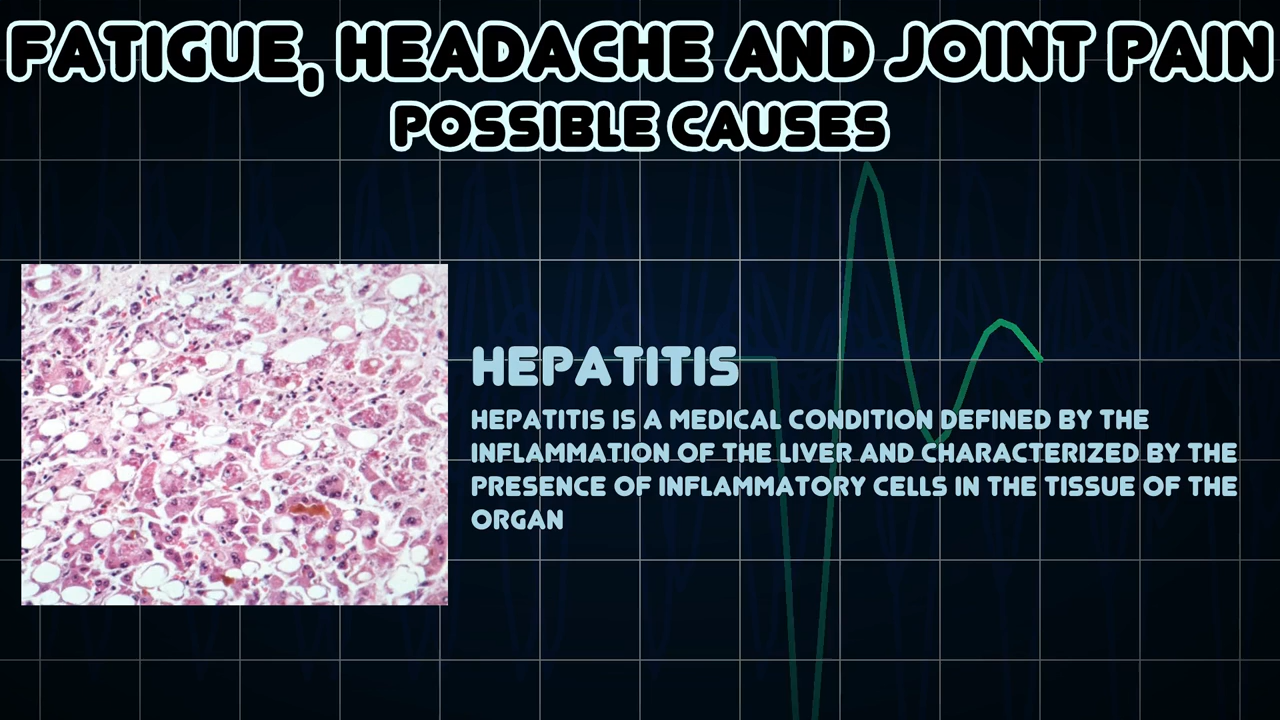 FATIGUE, HEADACHE AND JOINT PAIN
POSSIBLE CAUSES
HEPATITIS
HEPATITIS IS A MEDICAL CONDITION DEFINED BY THE
INFLAMMATION OF THE LIVER AND CHARACTERIZED BY THE
PRESENCE OF INFLAMMATORY CELLS IN THE TISSUE OF THE
ORGAN